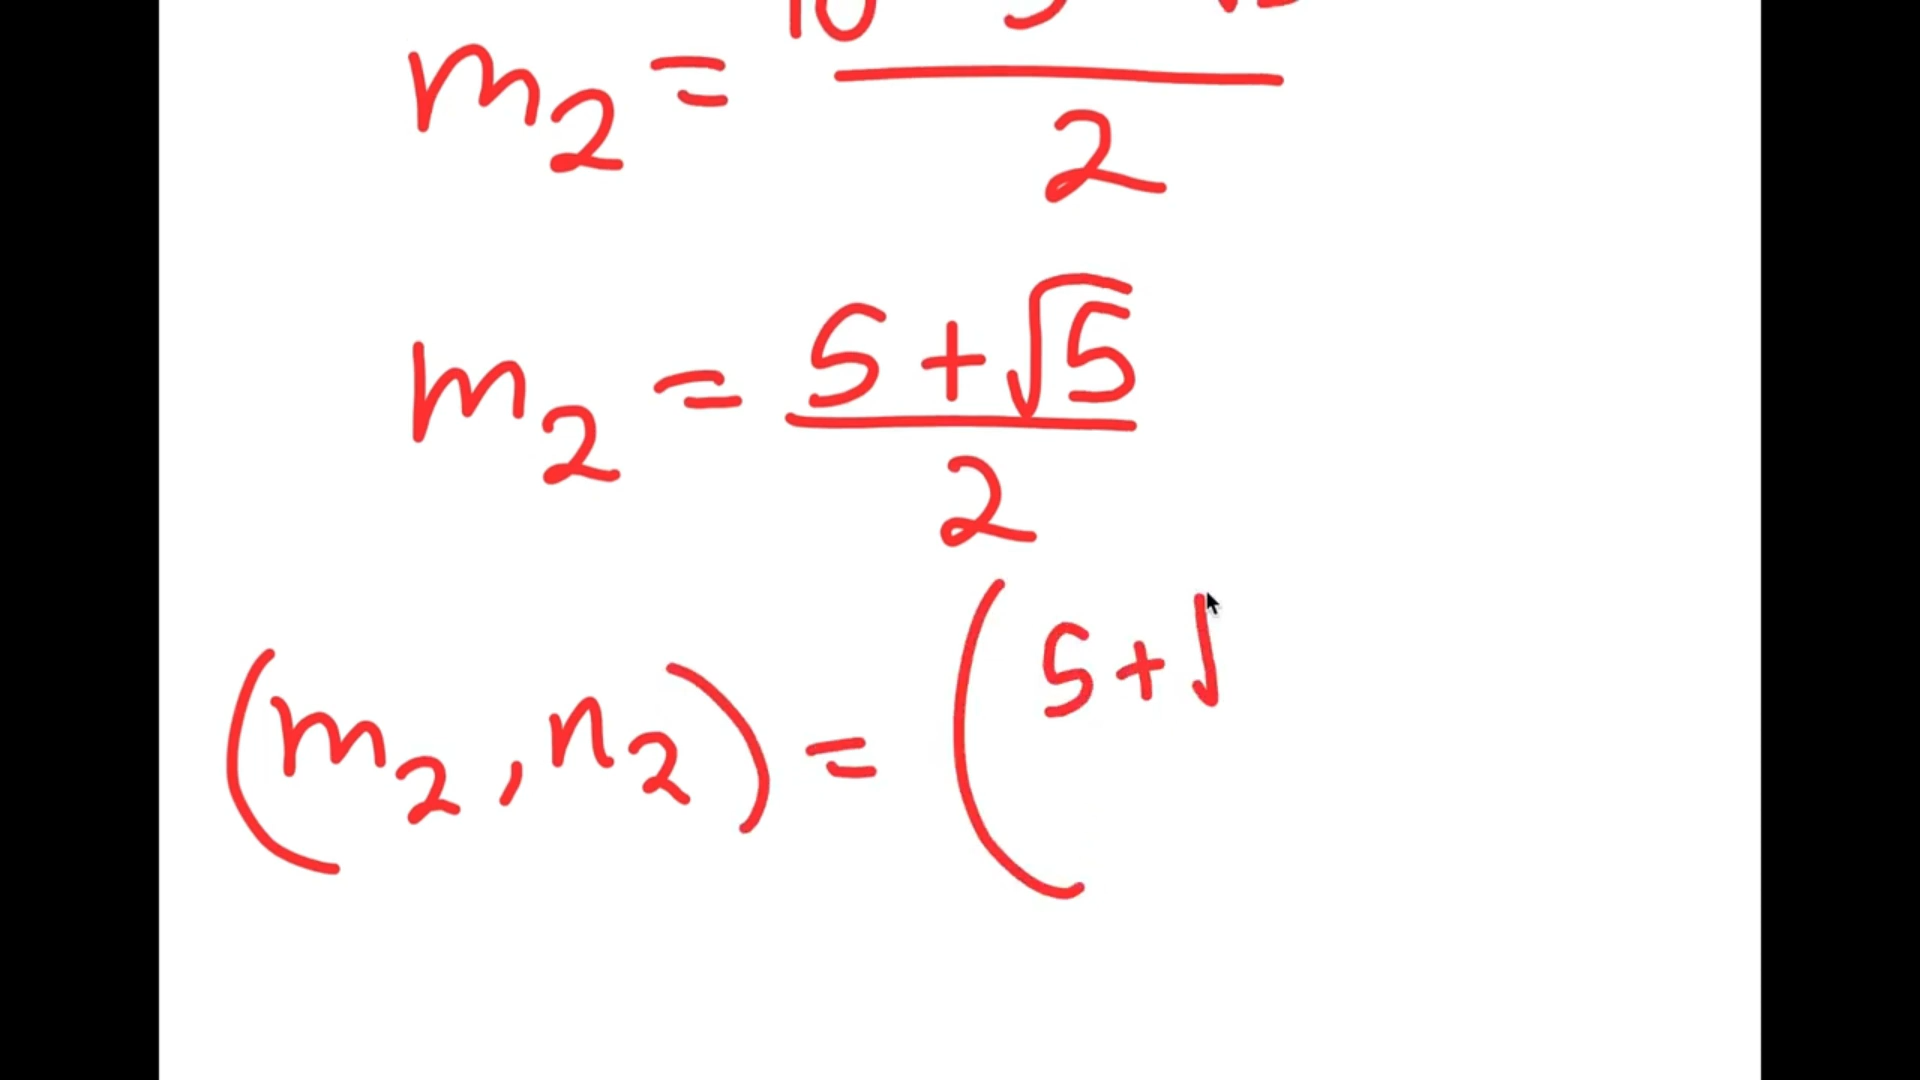 m₂ = ―/2
m₂ = (5+√5)/2
(m₂, n₂) = ( 5+√